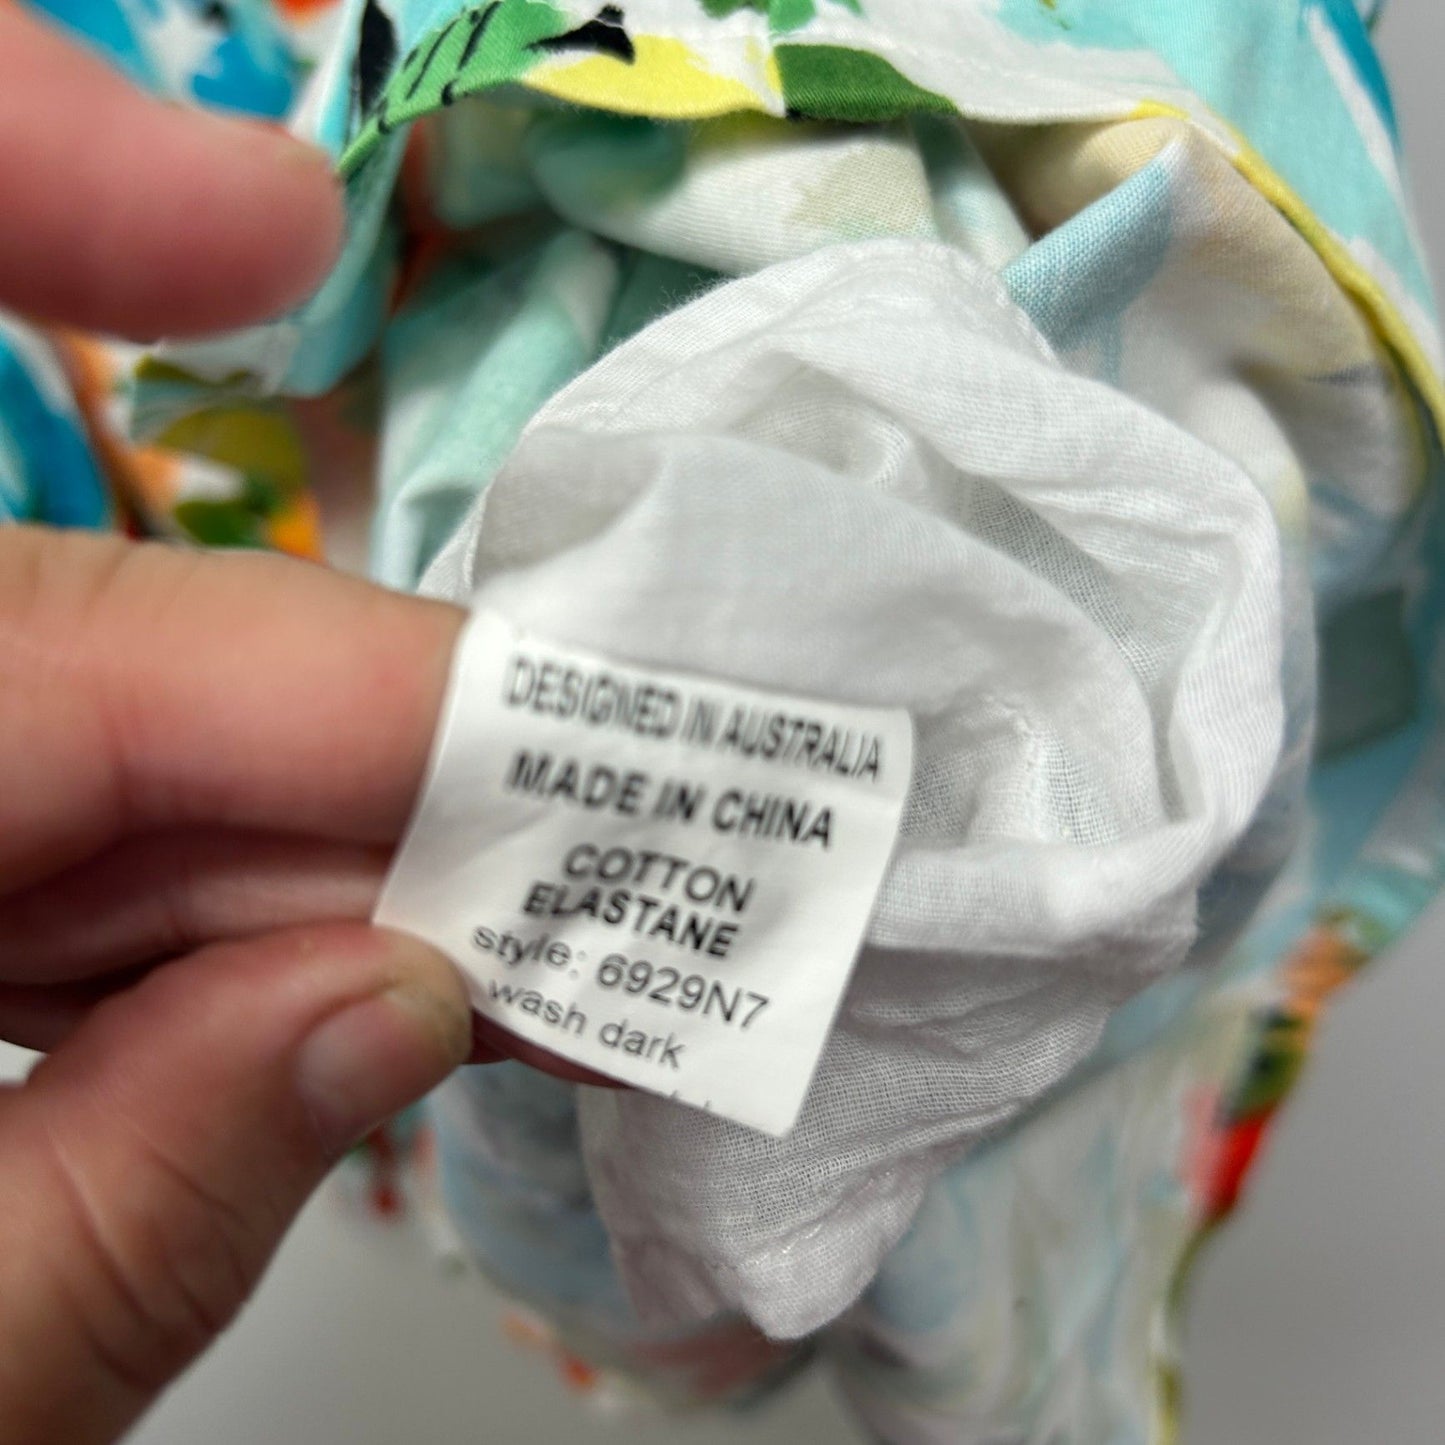 DESIGNED IN AUSTRALIA
MADE IN CHINA
COTTON
ELASTANE
style: 6929N7
wash dark